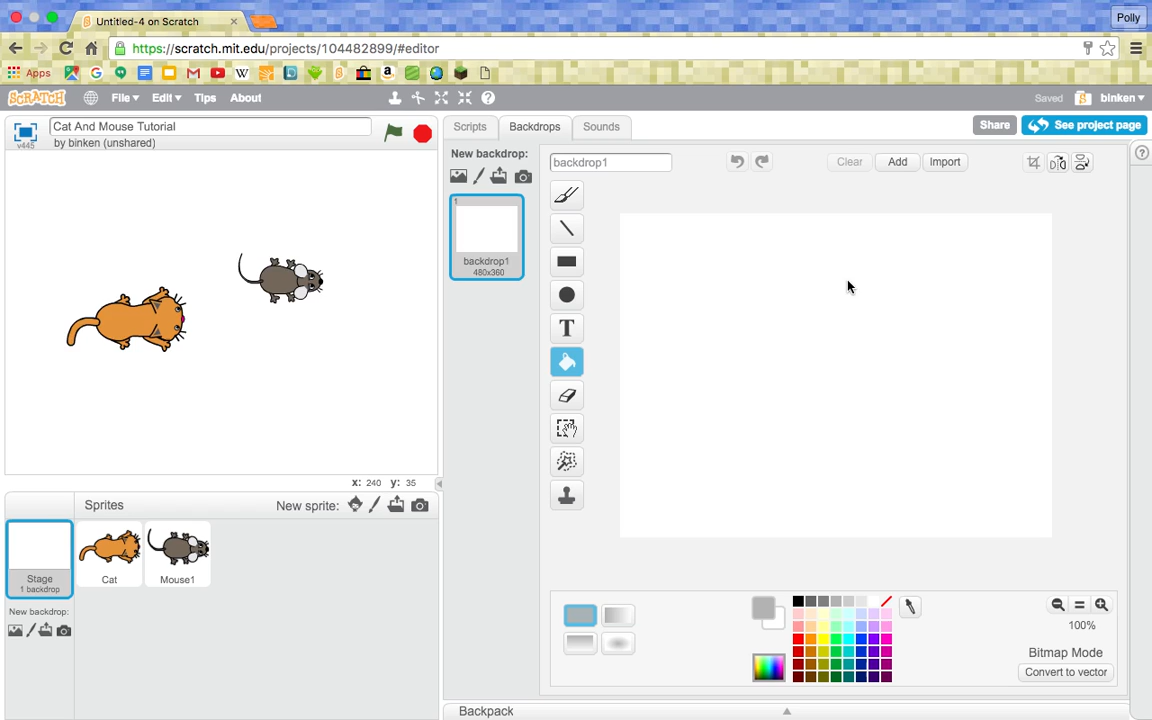 Untitled-4 on Scratch
Polly
https://scratch.mit.edu/projects/104482899/#editor
Apps
SCRATCH
File
Edit
Tips
About
Saved
binken
v445
Cat And Mouse Tutorial
by binken (unshared)
Scripts
Backdrops
Sounds
Share
See project page
New backdrop:
backdrop1
Clear
Add
Import
1
backdrop1
480x360
T
x: 240 y: 35
Sprites
New sprite:
Stage
1 backdrop
Cat
Mouse1
New backdrop:
100%
Bitmap Mode
Convert to vector
Backpack